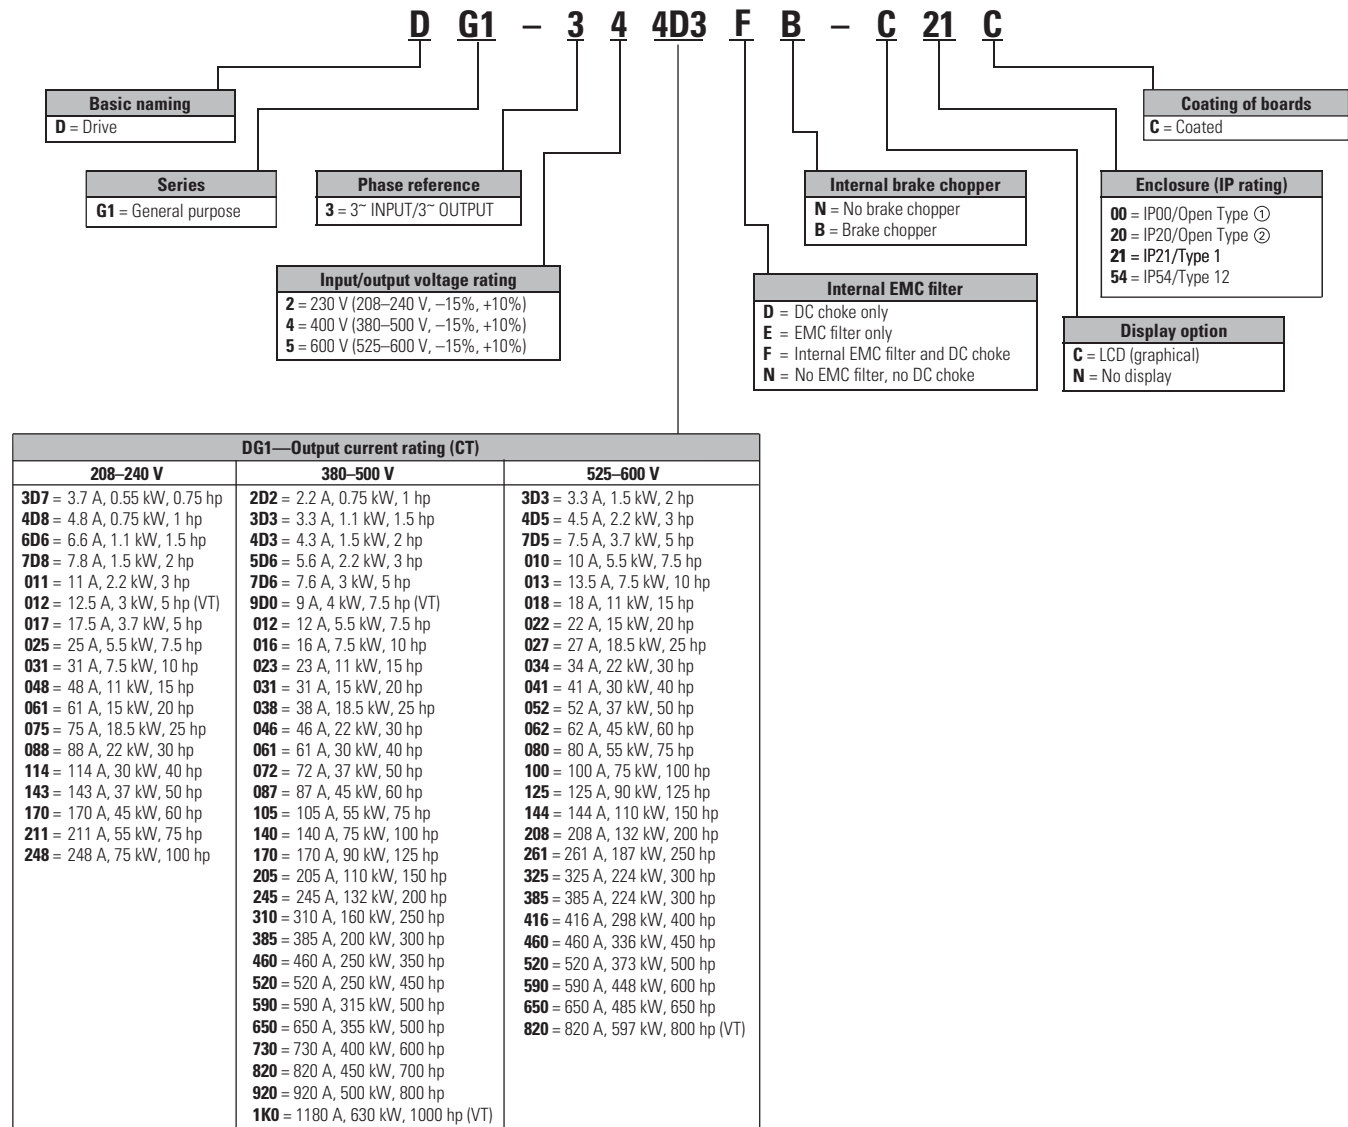 D G1 – 3 4 4D3 F B – C 21 C
Basic naming
D = Drive
Coating of boards
C = Coated
Series
G1 = General purpose
Phase reference
3 = 3~ INPUT/3~ OUTPUT
Internal brake chopper
N = No brake chopper
B = Brake chopper
Enclosure (IP rating)
00 = IP00/Open Type ①
20 = IP20/Open Type ②
21 = IP21/Type 1
54 = IP54/Type 12
Input/output voltage rating
2 = 230 V (208–240 V, –15%, +10%)
4 = 400 V (380–500 V, –15%, +10%)
5 = 600 V (525–600 V, –15%, +10%)
Internal EMC filter
D = DC choke only
E = EMC filter only
F = Internal EMC filter and DC choke
N = No EMC filter, no DC choke
Display option
C = LCD (graphical)
N = No display
DG1—Output current rating (CT)
208–240 V
3D7 = 3.7 A, 0.55 kW, 0.75 hp
4D8 = 4.8 A, 0.75 kW, 1 hp
6D6 = 6.6 A, 1.1 kW, 1.5 hp
7D8 = 7.8 A, 1.5 kW, 2 hp
011 = 11 A, 2.2 kW, 3 hp
012 = 12.5 A, 3 kW, 5 hp (VT)
017 = 17.5 A, 3.7 kW, 5 hp
025 = 25 A, 5.5 kW, 7.5 hp
031 = 31 A, 7.5 kW, 10 hp
048 = 48 A, 11 kW, 15 hp
061 = 61 A, 15 kW, 20 hp
075 = 75 A, 18.5 kW, 25 hp
088 = 88 A, 22 kW, 30 hp
114 = 114 A, 30 kW, 40 hp
143 = 143 A, 37 kW, 50 hp
170 = 170 A, 45 kW, 60 hp
211 = 211 A, 55 kW, 75 hp
248 = 248 A, 75 kW, 100 hp
380–500 V
2D2 = 2.2 A, 0.75 kW, 1 hp
3D3 = 3.3 A, 1.1 kW, 1.5 hp
4D3 = 4.3 A, 1.5 kW, 2 hp
5D6 = 5.6 A, 2.2 kW, 3 hp
7D6 = 7.6 A, 3 kW, 5 hp
9D0 = 9 A, 4 kW, 7.5 hp (VT)
012 = 12 A, 5.5 kW, 7.5 hp
016 = 16 A, 7.5 kW, 10 hp
023 = 23 A, 11 kW, 15 hp
031 = 31 A, 15 kW, 20 hp
038 = 38 A, 18.5 kW, 25 hp
046 = 46 A, 22 kW, 30 hp
061 = 61 A, 30 kW, 40 hp
072 = 72 A, 37 kW, 50 hp
087 = 87 A, 45 kW, 60 hp
105 = 105 A, 55 kW, 75 hp
140 = 140 A, 75 kW, 100 hp
170 = 170 A, 90 kW, 125 hp
205 = 205 A, 110 kW, 150 hp
245 = 245 A, 132 kW, 200 hp
310 = 310 A, 160 kW, 250 hp
385 = 385 A, 200 kW, 300 hp
460 = 460 A, 250 kW, 350 hp
520 = 520 A, 250 kW, 450 hp
590 = 590 A, 315 kW, 500 hp
650 = 650 A, 355 kW, 500 hp
730 = 730 A, 400 kW, 600 hp
820 = 820 A, 450 kW, 700 hp
920 = 920 A, 500 kW, 800 hp
1K0 = 1180 A, 630 kW, 1000 hp (VT)
525–600 V
3D3 = 3.3 A, 1.5 kW, 2 hp
4D5 = 4.5 A, 2.2 kW, 3 hp
7D5 = 7.5 A, 3.7 kW, 5 hp
010 = 10 A, 5.5 kW, 7.5 hp
013 = 13.5 A, 7.5 kW, 10 hp
018 = 18 A, 11 kW, 15 hp
022 = 22 A, 15 kW, 20 hp
027 = 27 A, 18.5 kW, 25 hp
034 = 34 A, 22 kW, 30 hp
041 = 41 A, 30 kW, 40 hp
052 = 52 A, 37 kW, 50 hp
062 = 62 A, 45 kW, 60 hp
080 = 80 A, 55 kW, 75 hp
100 = 100 A, 75 kW, 100 hp
125 = 125 A, 90 kW, 125 hp
144 = 144 A, 110 kW, 150 hp
208 = 208 A, 132 kW, 200 hp
261 = 261 A, 187 kW, 250 hp
325 = 325 A, 224 kW, 300 hp
385 = 385 A, 224 kW, 300 hp
416 = 416 A, 298 kW, 400 hp
460 = 460 A, 336 kW, 450 hp
520 = 520 A, 373 kW, 500 hp
590 = 590 A, 448 kW, 600 hp
650 = 650 A, 485 kW, 650 hp
820 = 820 A, 597 kW, 800 hp (VT)